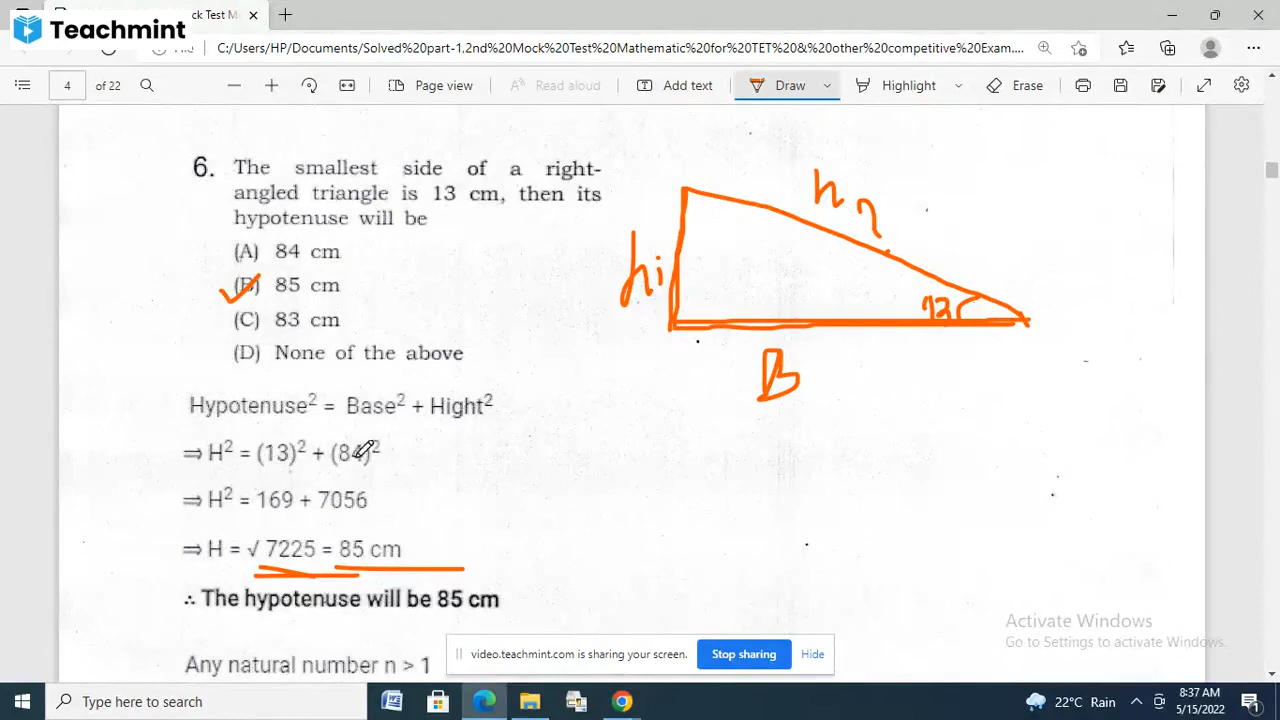 ck Test M
Teachmint
C:/Users/HP/Documents/Solved%20part-1,2nd%20Mock%20Test%20Mathematic%20for%20TET%20&%20other%20competitive%20Exam....
4 of 22 Page view Read aloud Add text Draw Highlight Erase
6. The smallest side of a right-
angled triangle is 13 cm, then its
hypotenuse will be
(A) 84 cm
(B) 85 cm
(C) 83 cm
(D) None of the above
Hypotenuse² = Base² + Hight²
⇒ H² = (13)² + (84)²
⇒ H² = 169 + 7056
⇒ H = √ 7225 = 85 cm
∴ The hypotenuse will be 85 cm
Any natural number n > 1
hi
B
Activate Windows
Go to Settings to activate Windows.
video.teachmint.com is sharing your screen. Stop sharing Hide
Type here to search
22°C Rain
8:37 AM
5/15/2022